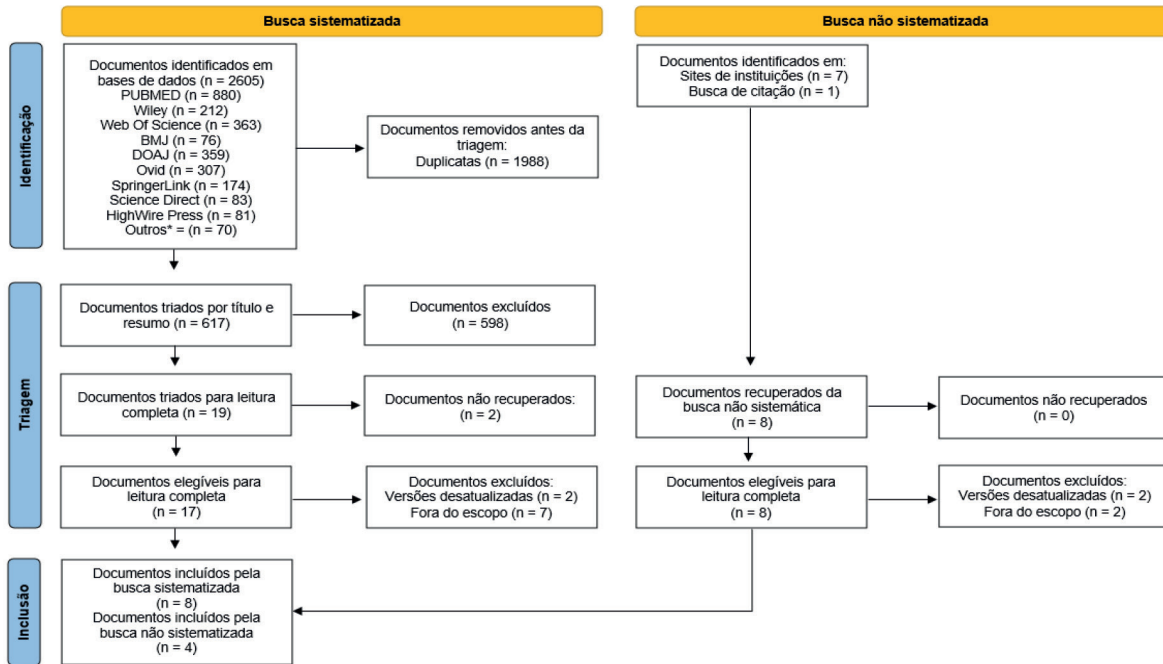 Busca sistematizada
Busca não sistematizada
Identificação
Documentos identificados em
bases de dados (n = 2605)
PUBMED (n = 880)
Wiley (n = 212)
Web Of Science (n = 363)
BMJ (n = 76)
DOAJ (n = 359)
Ovid (n = 307)
SpringerLink (n = 174)
Science Direct (n = 83)
HighWire Press (n = 81)
Outros* = (n = 70)
Documentos removidos antes da
triagem:
Duplicatas (n = 1988)
Documentos identificados em:
Sites de instituições (n = 7)
Busca de citação (n = 1)
Triagem
Documentos triados por título e
resumo (n = 617)
Documentos excluídos
(n = 598)
Documentos triados para leitura
completa (n = 19)
Documentos não recuperados:
(n = 2)
Documentos recuperados da
busca não sistemática
(n = 8)
Documentos não recuperados
(n = 0)
Documentos elegíveis para
leitura completa
(n = 17)
Documentos excluídos:
Versões desatualizadas (n = 2)
Fora do escopo (n = 7)
Documentos elegíveis para
leitura completa
(n = 8)
Documentos excluídos:
Versões desatualizadas (n = 2)
Fora do escopo (n = 2)
Inclusão
Documentos incluídos pela
busca sistematizada
(n = 8)
Documentos incluídos pela
busca não sistematizada
(n = 4)